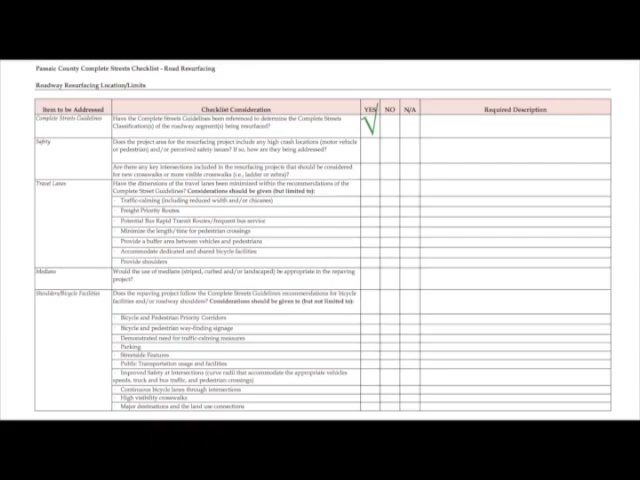 Passaic County Complete Streets Checklist - Road Resurfacing
Roadway Resurfacing Location/Limits
Item to be Addressed Checklist Consideration YES NO N/A Required Description
Complete Streets Guidelines Have the Complete Streets Guidelines been referenced to determine the Complete Streets
Classification(s) of the roadway segment(s) being resurfaced?
Safety Does the project area for the resurfacing project include any high crash locations (motor vehicle
or pedestrian) and/or perceived safety issues? If so, how are they being addressed?
Are there any key intersections included in the resurfacing projects that should be considered
for new crosswalks or more visible crosswalks (i.e., ladder or zebra)?
Travel Lanes Have the dimensions of the travel lanes been minimized within the recommendations of the
Complete Street Guidelines? Considerations should be given (but limited to):
Traffic-calming (including reduced width and/or chicanes)
Freight Priority Routes
Potential Bus Rapid Transit Routes/frequent bus service
Minimize the length/time for pedestrian crossings
Provide a buffer area between vehicles and pedestrians
Accommodate dedicated and shared bicycle facilities
Provide shoulders
Medians Would the use of medians (striped, curbed and/or landscaped) be appropriate in the repaving
project?
Shoulders/Bicycle Facilities Does the repaving project follow the Complete Streets Guidelines recommendations for bicycle
facilities and/or roadway shoulders? Considerations should be given to (but not limited to):
Bicycle and Pedestrian Priority Corridors
Bicycle and pedestrian way-finding signage
Demonstrated need for traffic-calming measures
Parking
Streetside Features
Public Transportation usage and facilities
Improved Safety at Intersections (curve radii that accommodate the appropriate vehicles
speeds, truck and bus traffic, and pedestrian crossings)
Continuous bicycle lanes through intersections
High visibility crosswalks
Major destinations and the land use connections